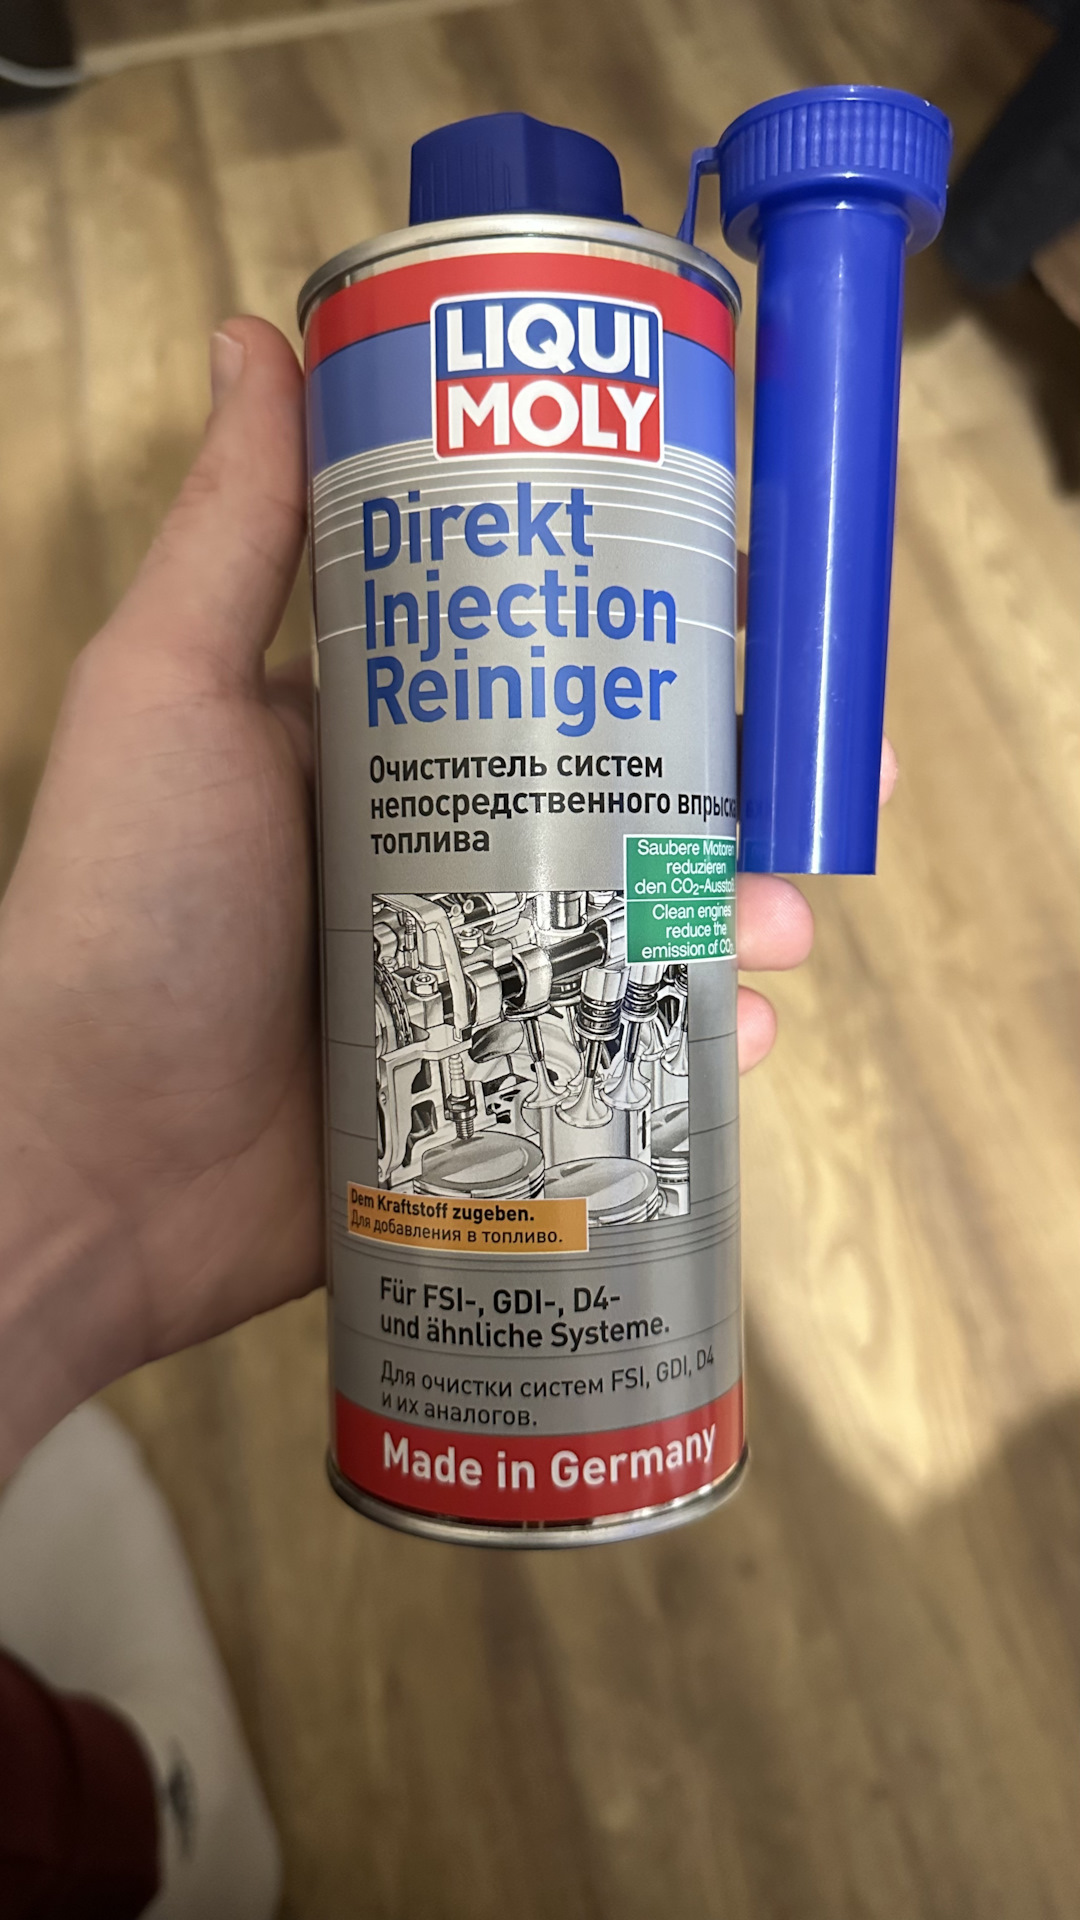 LIQUI
MOLY
Direkt
Injection
Reiniger
Очиститель систем
непосредственного впрыска
топлива
Saubere Motoren
reduzieren
den CO₂-Ausstoß
Clean engines
reduce the
emission of CO₂
Dem Kraftstoff zugeben.
Для добавления в топливо.
Für FSI-, GDI-, D4-
und ähnliche Systeme.
Для очистки систем FSI, GDI, D4
и их аналогов.
Made in Germany